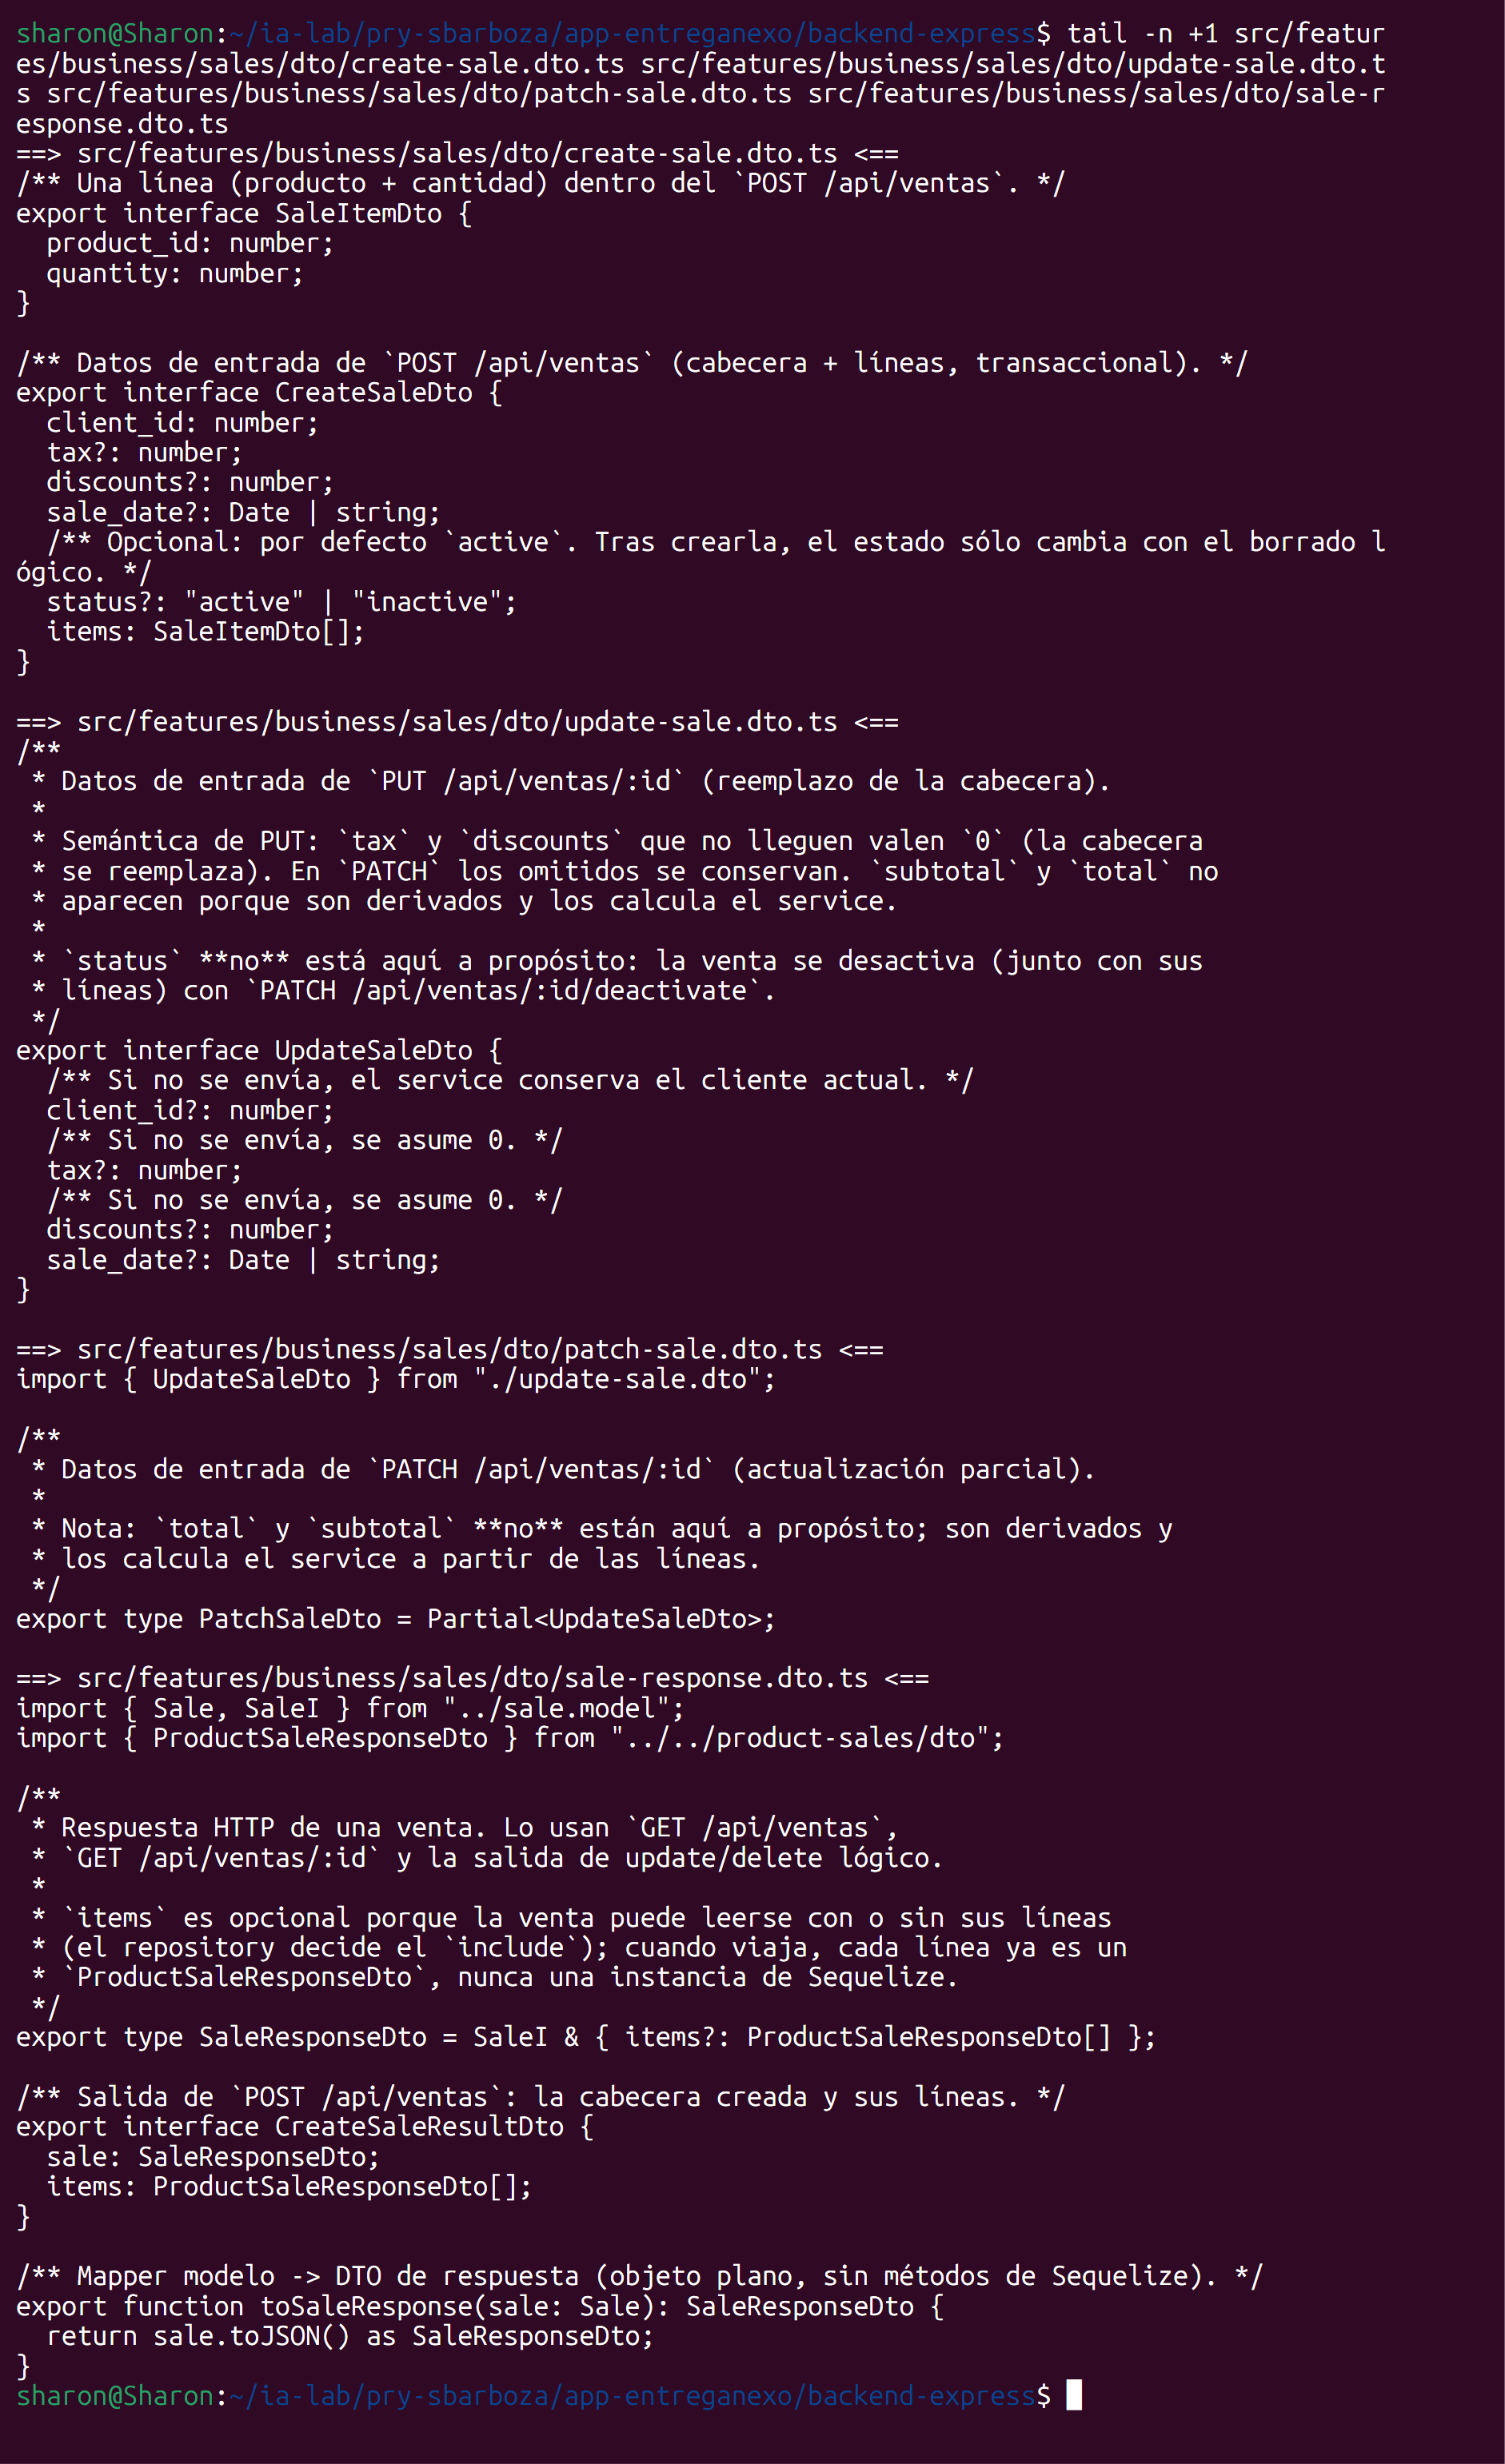 sharon@Sharon:~/ia-lab/pry-sbarboza/app-entreganexo/backend-express$ tail -n +1 src/featur
es/business/sales/dto/create-sale.dto.ts src/features/business/sales/dto/update-sale.dto.t
s src/features/business/sales/dto/patch-sale.dto.ts src/features/business/sales/dto/sale-r
esponse.dto.ts
==> src/features/business/sales/dto/create-sale.dto.ts <==
/** Una línea (producto + cantidad) dentro del `POST /api/ventas`. */
export interface SaleItemDto {
  product_id: number;
  quantity: number;
}

/** Datos de entrada de `POST /api/ventas` (cabecera + líneas, transaccional). */
export interface CreateSaleDto {
  client_id: number;
  tax?: number;
  discounts?: number;
  sale_date?: Date | string;
  /** Opcional: por defecto `active`. Tras crearla, el estado sólo cambia con el borrado l
ógico. */
  status?: "active" | "inactive";
  items: SaleItemDto[];
}

==> src/features/business/sales/dto/update-sale.dto.ts <==
/**
 * Datos de entrada de `PUT /api/ventas/:id` (reemplazo de la cabecera).
 *
 * Semántica de PUT: `tax` y `discounts` que no lleguen valen `0` (la cabecera
 * se reemplaza). En `PATCH` los omitidos se conservan. `subtotal` y `total` no
 * aparecen porque son derivados y los calcula el service.
 *
 * `status` **no** está aquí a propósito: la venta se desactiva (junto con sus
 * líneas) con `PATCH /api/ventas/:id/deactivate`.
 */
export interface UpdateSaleDto {
  /** Si no se envía, el service conserva el cliente actual. */
  client_id?: number;
  /** Si no se envía, se asume 0. */
  tax?: number;
  /** Si no se envía, se asume 0. */
  discounts?: number;
  sale_date?: Date | string;
}

==> src/features/business/sales/dto/patch-sale.dto.ts <==
import { UpdateSaleDto } from "./update-sale.dto";

/**
 * Datos de entrada de `PATCH /api/ventas/:id` (actualización parcial).
 *
 * Nota: `total` y `subtotal` **no** están aquí a propósito; son derivados y
 * los calcula el service a partir de las líneas.
 */
export type PatchSaleDto = Partial<UpdateSaleDto>;

==> src/features/business/sales/dto/sale-response.dto.ts <==
import { Sale, SaleI } from "../sale.model";
import { ProductSaleResponseDto } from "../../product-sales/dto";

/**
 * Respuesta HTTP de una venta. Lo usan `GET /api/ventas`,
 * `GET /api/ventas/:id` y la salida de update/delete lógico.
 *
 * `items` es opcional porque la venta puede leerse con o sin sus líneas
 * (el repository decide el `include`); cuando viaja, cada línea ya es un
 * `ProductSaleResponseDto`, nunca una instancia de Sequelize.
 */
export type SaleResponseDto = SaleI & { items?: ProductSaleResponseDto[] };

/** Salida de `POST /api/ventas`: la cabecera creada y sus líneas. */
export interface CreateSaleResultDto {
  sale: SaleResponseDto;
  items: ProductSaleResponseDto[];
}

/** Mapper modelo -> DTO de respuesta (objeto plano, sin métodos de Sequelize). */
export function toSaleResponse(sale: Sale): SaleResponseDto {
  return sale.toJSON() as SaleResponseDto;
}
sharon@Sharon:~/ia-lab/pry-sbarboza/app-entreganexo/backend-express$